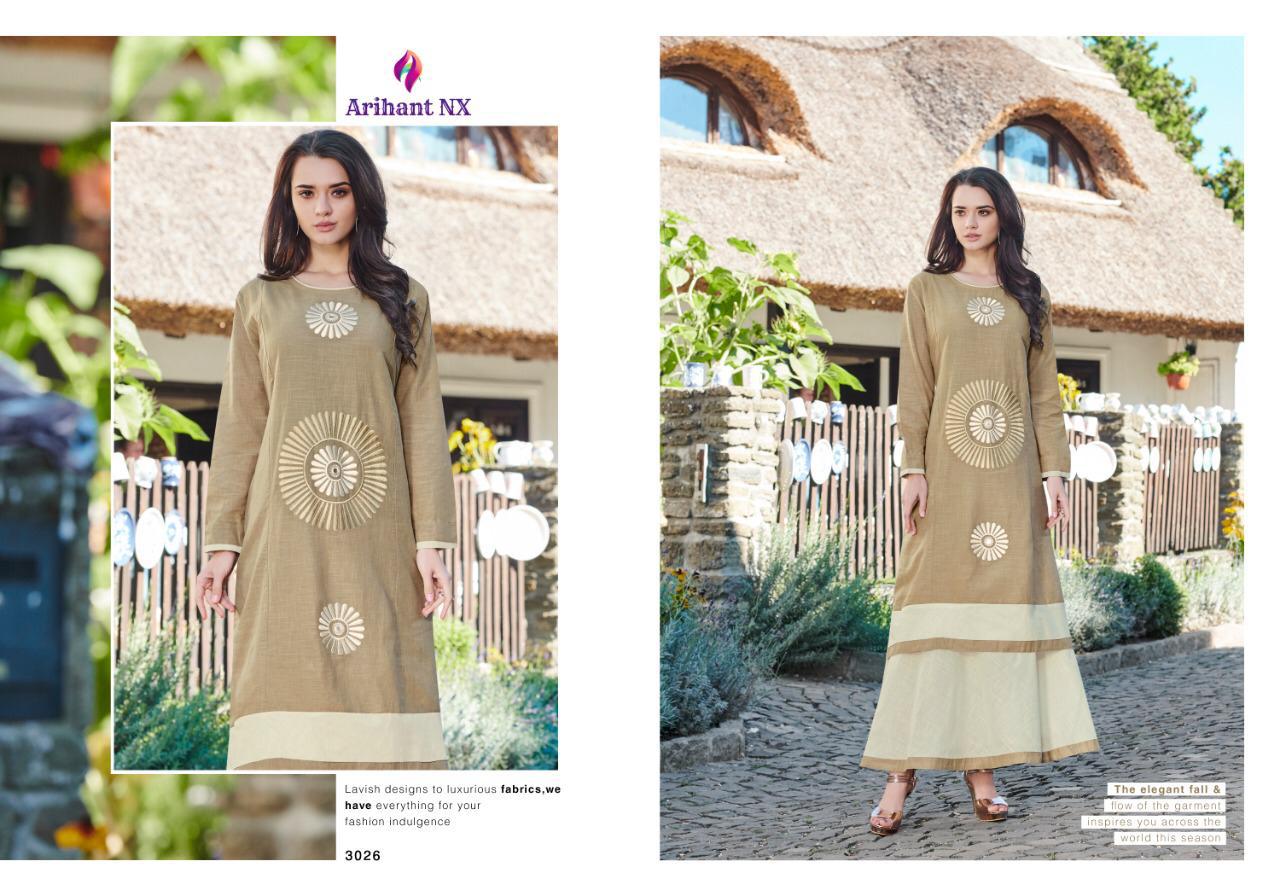 Arihant NX
Lavish designs to luxurious fabrics,we
have everything for your
fashion indulgence
3026
The elegant fall &
flow of the garment
inspires you across the
world this season